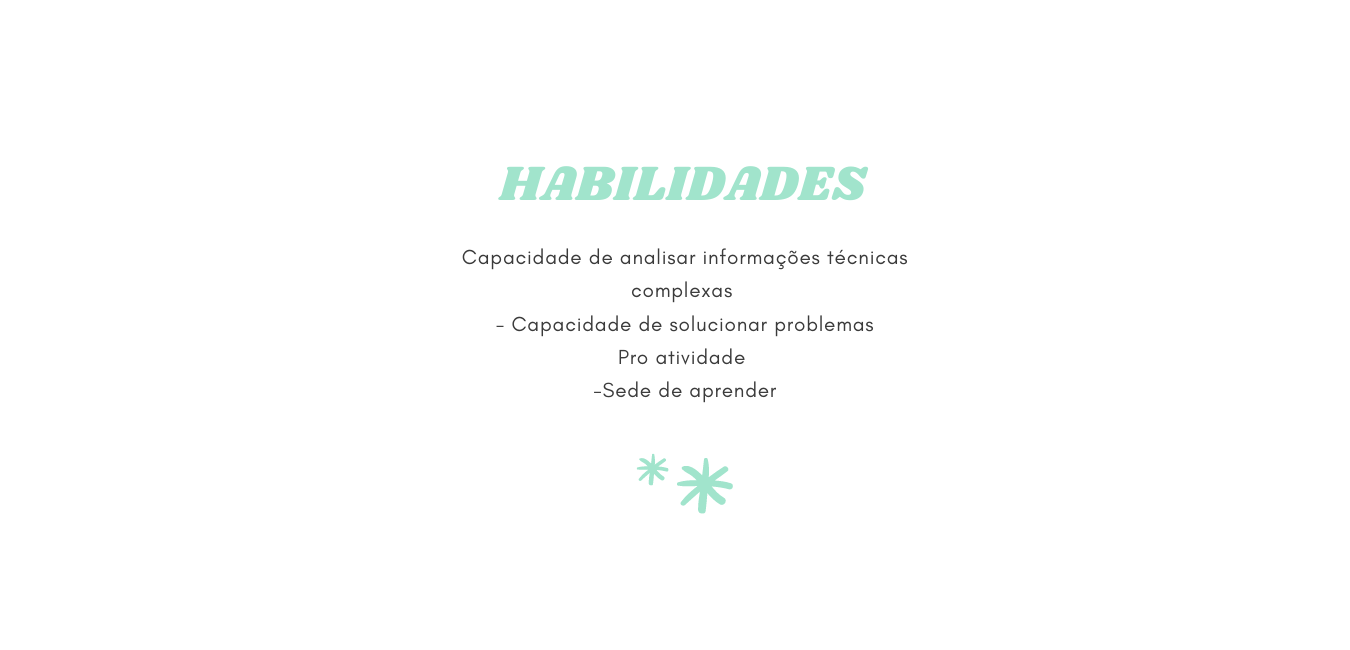 HABILIDADES
Capacidade de analisar informações técnicas
complexas
- Capacidade de solucionar problemas
Pro atividade
-Sede de aprender